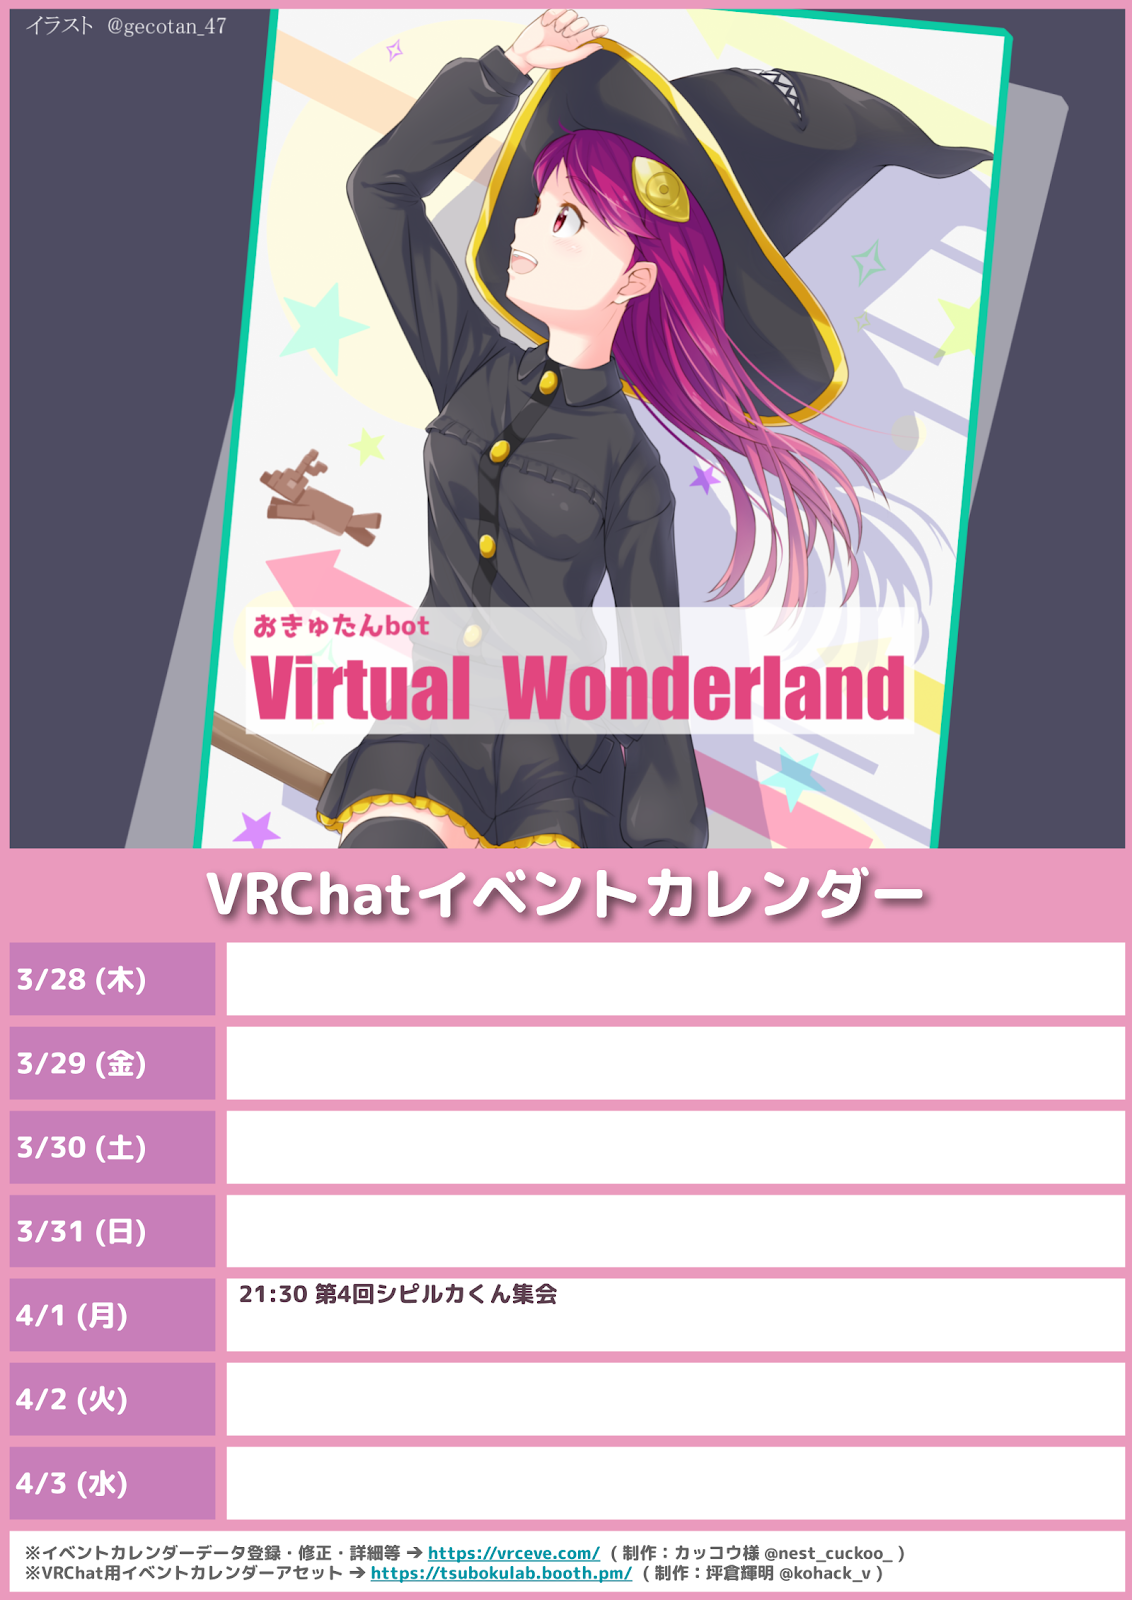 イラスト @gecotan_47
おきゅたんbot
Virtual Wonderland
VRChatイベントカレンダー
3/28 (木)
3/29 (金)
3/30 (土)
3/31 (日)
4/1 (月)
21:30 第4回シピルカくん集会
4/2 (火)
4/3 (水)
※イベントカレンダーデータ登録・修正・詳細等 ➔ https://vrceve.com/ ( 制作：カッコウ様 @nest_cuckoo_ )
※VRChat用イベントカレンダーアセット ➔ https://tsubokulab.booth.pm/ ( 制作：坪倉輝明 @kohack_v )